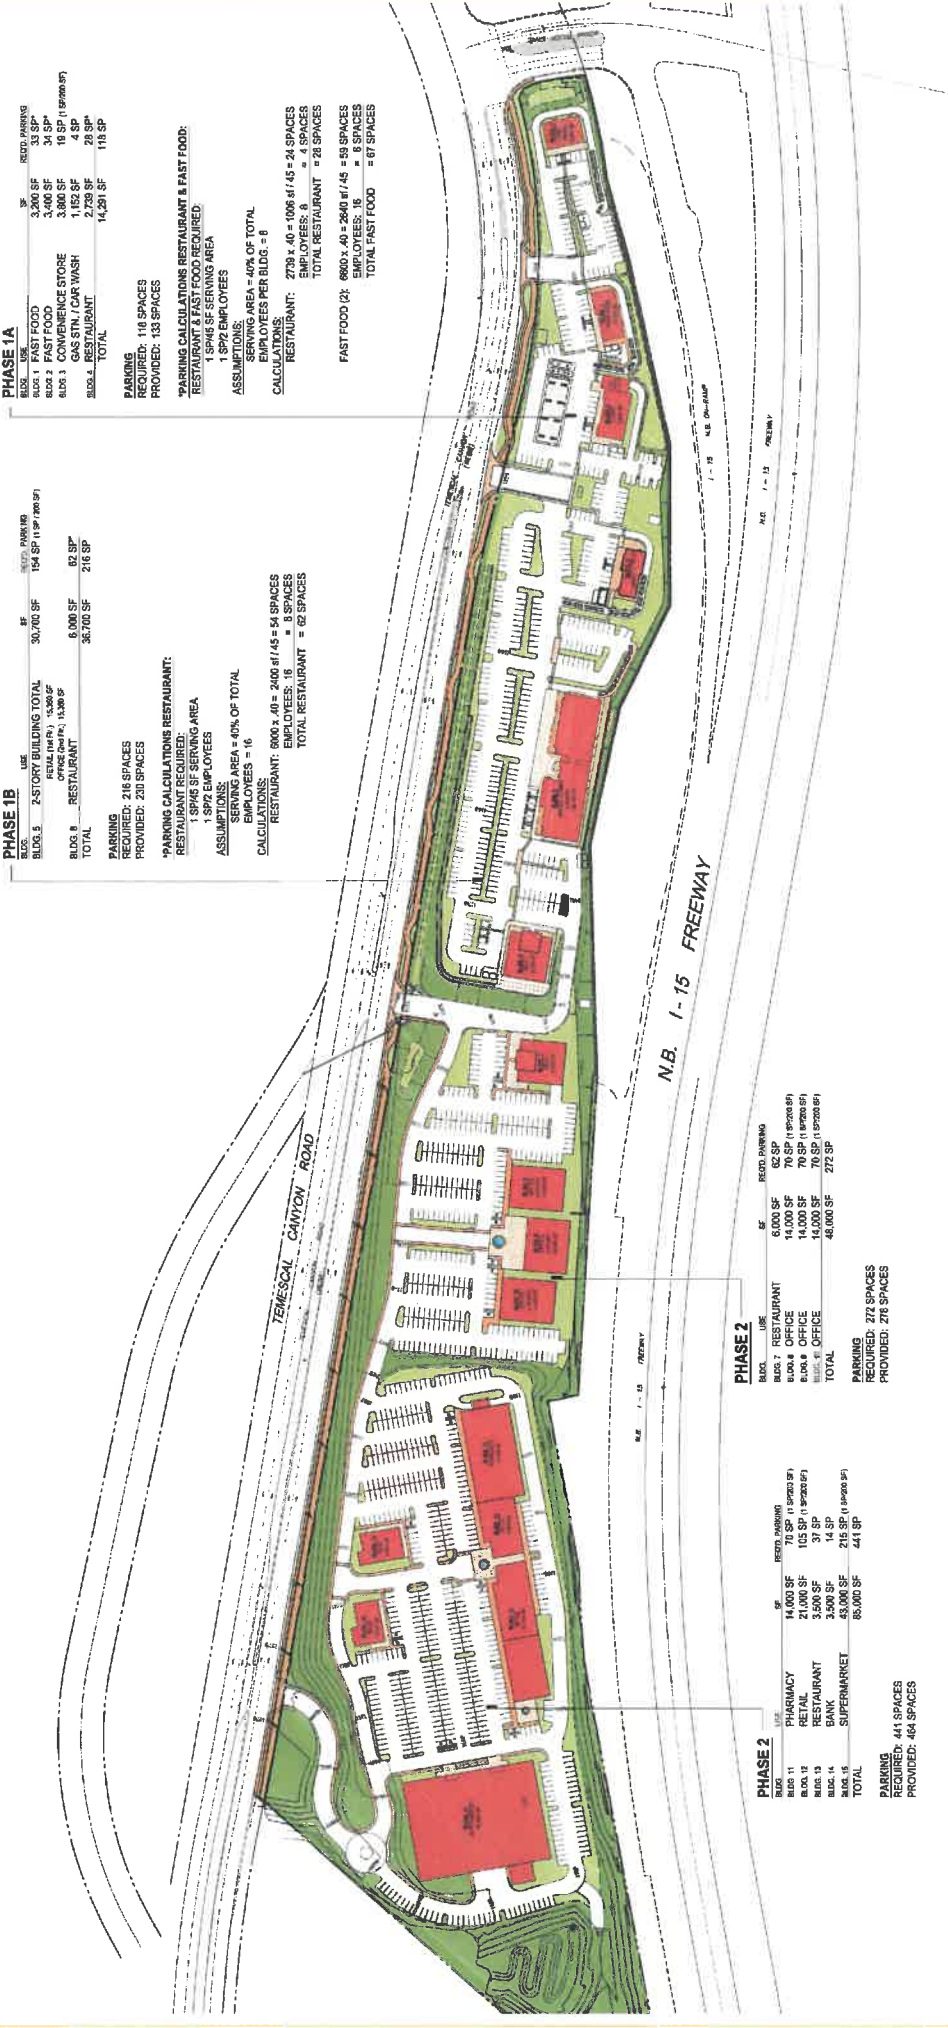 PHASE 1A
BLDG. USE SF REQ'D. PARKING
BLDG. 1 FAST FOOD 3,200 SF 33 SP*
BLDG. 2 FAST FOOD 3,400 SF 34 SP*
BLDG. 3 CONVENIENCE STORE 3,800 SF 19 SP (1 SP/200 SF)
GAS STN. / CAR WASH 1,152 SF 4 SP
BLDG. 4 RESTAURANT 2,739 SF 28 SP*
TOTAL 14,291 SF 118 SP
PARKING
REQUIRED: 118 SPACES
PROVIDED: 133 SPACES
*PARKING CALCULATIONS RESTAURANT & FAST FOOD:
RESTAURANT & FAST FOOD REQUIRED:
1 SP/45 SF SERVING AREA
1 SP/2 EMPLOYEES
ASSUMPTIONS:
SERVING AREA = 40% OF TOTAL
EMPLOYEES PER BLDG. = 8
CALCULATIONS:
RESTAURANT: 2739 x .40 = 1006 sf / 45 = 24 SPACES
EMPLOYEES: 8 = 4 SPACES
TOTAL RESTAURANT = 28 SPACES
FAST FOOD (2): 6600 x .40 = 2640 sf / 45 = 59 SPACES
EMPLOYEES: 16 = 8 SPACES
TOTAL FAST FOOD = 67 SPACES
PHASE 1B
BLDG. USE SF REQ'D. PARKING
BLDG. 5 2-STORY BUILDING TOTAL 30,700 SF 154 SP (1 SP / 200 SF)
RETAIL (1st Flr.) 15,350 SF
OFFICE (2nd Flr.) 15,350 SF
BLDG. 6 RESTAURANT 6,000 SF 62 SP*
TOTAL 36,700 SF 216 SP
PARKING
REQUIRED: 216 SPACES
PROVIDED: 230 SPACES
*PARKING CALCULATIONS RESTAURANT:
RESTAURANT REQUIRED:
1 SP/45 SF SERVING AREA
1 SP/2 EMPLOYEES
ASSUMPTIONS:
SERVING AREA = 40% OF TOTAL
EMPLOYEES = 16
CALCULATIONS:
RESTAURANT: 6000 x .40 = 2400 sf / 45 = 54 SPACES
EMPLOYEES: 16 = 8 SPACES
TOTAL RESTAURANT = 62 SPACES
TEMESCAL CANYON ROAD
N.B. I-15 FREEWAY
I-15 N.B. ON-RAMP
N.B. I-15 FREEWAY
N.B. I-15 FREEWAY
PHASE 2
BLDG. USE SF REQ'D. PARKING
BLDG. 7 RESTAURANT 6,000 SF 62 SP
BLDG. 8 OFFICE 14,000 SF 70 SP (1 SP/200 SF)
BLDG. 9 OFFICE 14,000 SF 70 SP (1 SP/200 SF)
OFFICE 14,000 SF 70 SP (1 SP/200 SF)
TOTAL 48,000 SF 272 SP
PARKING
REQUIRED: 272 SPACES
PROVIDED: 278 SPACES
PHASE 2
BLDG. USE SF REQ'D. PARKING
BLDG 11 PHARMACY 14,000 SF 70 SP (1 SP/200 SF)
BLDG. 12 RETAIL 21,000 SF 105 SP (1 SP/200 SF)
BLDG. 13 RESTAURANT 3,500 SF 37 SP
BLDG. 14 BANK 3,500 SF 14 SP
BLDG. 15 SUPERMARKET 43,000 SF 215 SP (1 SP/200 SF)
TOTAL 85,000 SF 441 SP
PARKING
REQUIRED: 441 SPACES
PROVIDED: 464 SPACES